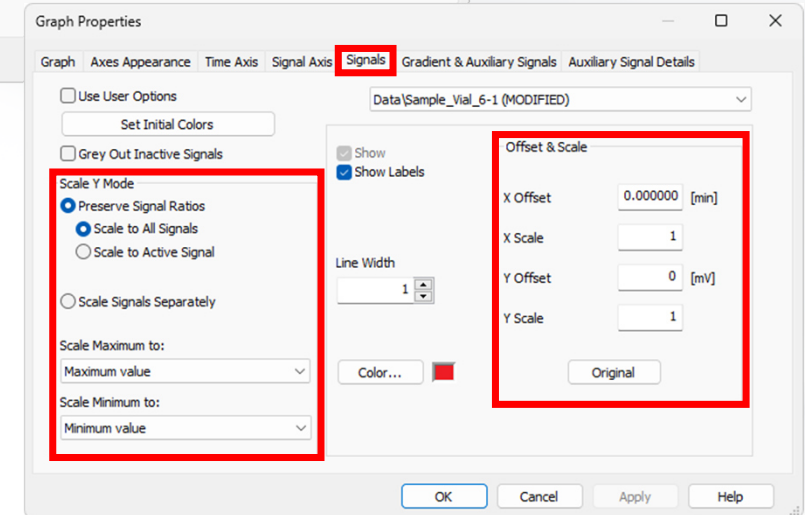 Graph Properties
Graph Axes Appearance Time Axis Signal Axis Signals Gradient & Auxiliary Signals Auxiliary Signal Details
Use User Options
Set Initial Colors
Grey Out Inactive Signals
Scale Y Mode
Preserve Signal Ratios
Scale to All Signals
Scale to Active Signal
Scale Signals Separately
Scale Maximum to:
Maximum value
Scale Minimum to:
Minimum value
Data\Sample_Vial_6-1 (MODIFIED)
Show
Show Labels
Line Width
1
Color...
Offset & Scale
X Offset 0.000000 [min]
X Scale 1
Y Offset 0 [mV]
Y Scale 1
Original
OK Cancel Apply Help